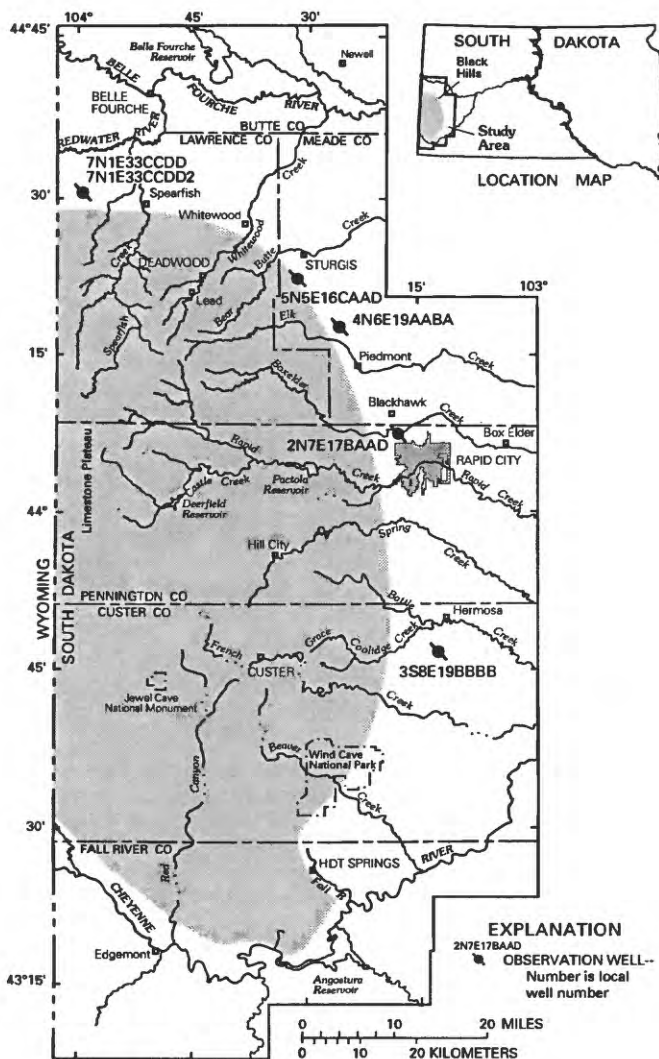 104°
45'
30'
44°45'
Belle Fourche
Reservoir
Newell
BELLE
FOURCHE
RIVER
BELLE
FOURCHE
REDWATER RIVER
BUTTE CO
LAWRENCE CO
MEADE CO
7N1E33CCDD
7N1E33CCDD2
30'
Spearfish
Whitewood
Creek
Whitewood
Creek
DEADWOOD
Lead
Butte
Creek
Bear
STURGIS
5N5E16CAAD
4N6E19AABA
15'
103°
Spearfish
Elk
Creek
Piedmont
15'
Boxelder
Creek
Blackhawk
Box Elder
2N7E17BAAD
RAPID CITY
Rapid
Creek
Rapid
Creek
Castle
Creek
Pactola
Reservoir
Deerfield
Reservoir
Limestone Plateau
44°
Hill City
Spring
Creek
WYOMING
SOUTH DAKOTA
PENNINGTON CO
CUSTER CO
Battle
Creek
Hermosa
Grace
Coolidge
Creek
French
CUSTER
45'
3S8E19BBBB
Jewel Cave
National Monument
Canyon
Beaver
Creek
Wind Cave
National Park
30'
FALL RIVER CO
Red
HOT SPRINGS
Fall R
RIVER
CHEYENNE
Edgemont
43°15'
Angostura
Reservoir
SOUTH DAKOTA
Black
Hills
Study
Area
LOCATION MAP
EXPLANATION
2N7E17BAAD
OBSERVATION WELL--
Number is local
well number
0 10 20 MILES
0 10 20 KILOMETERS